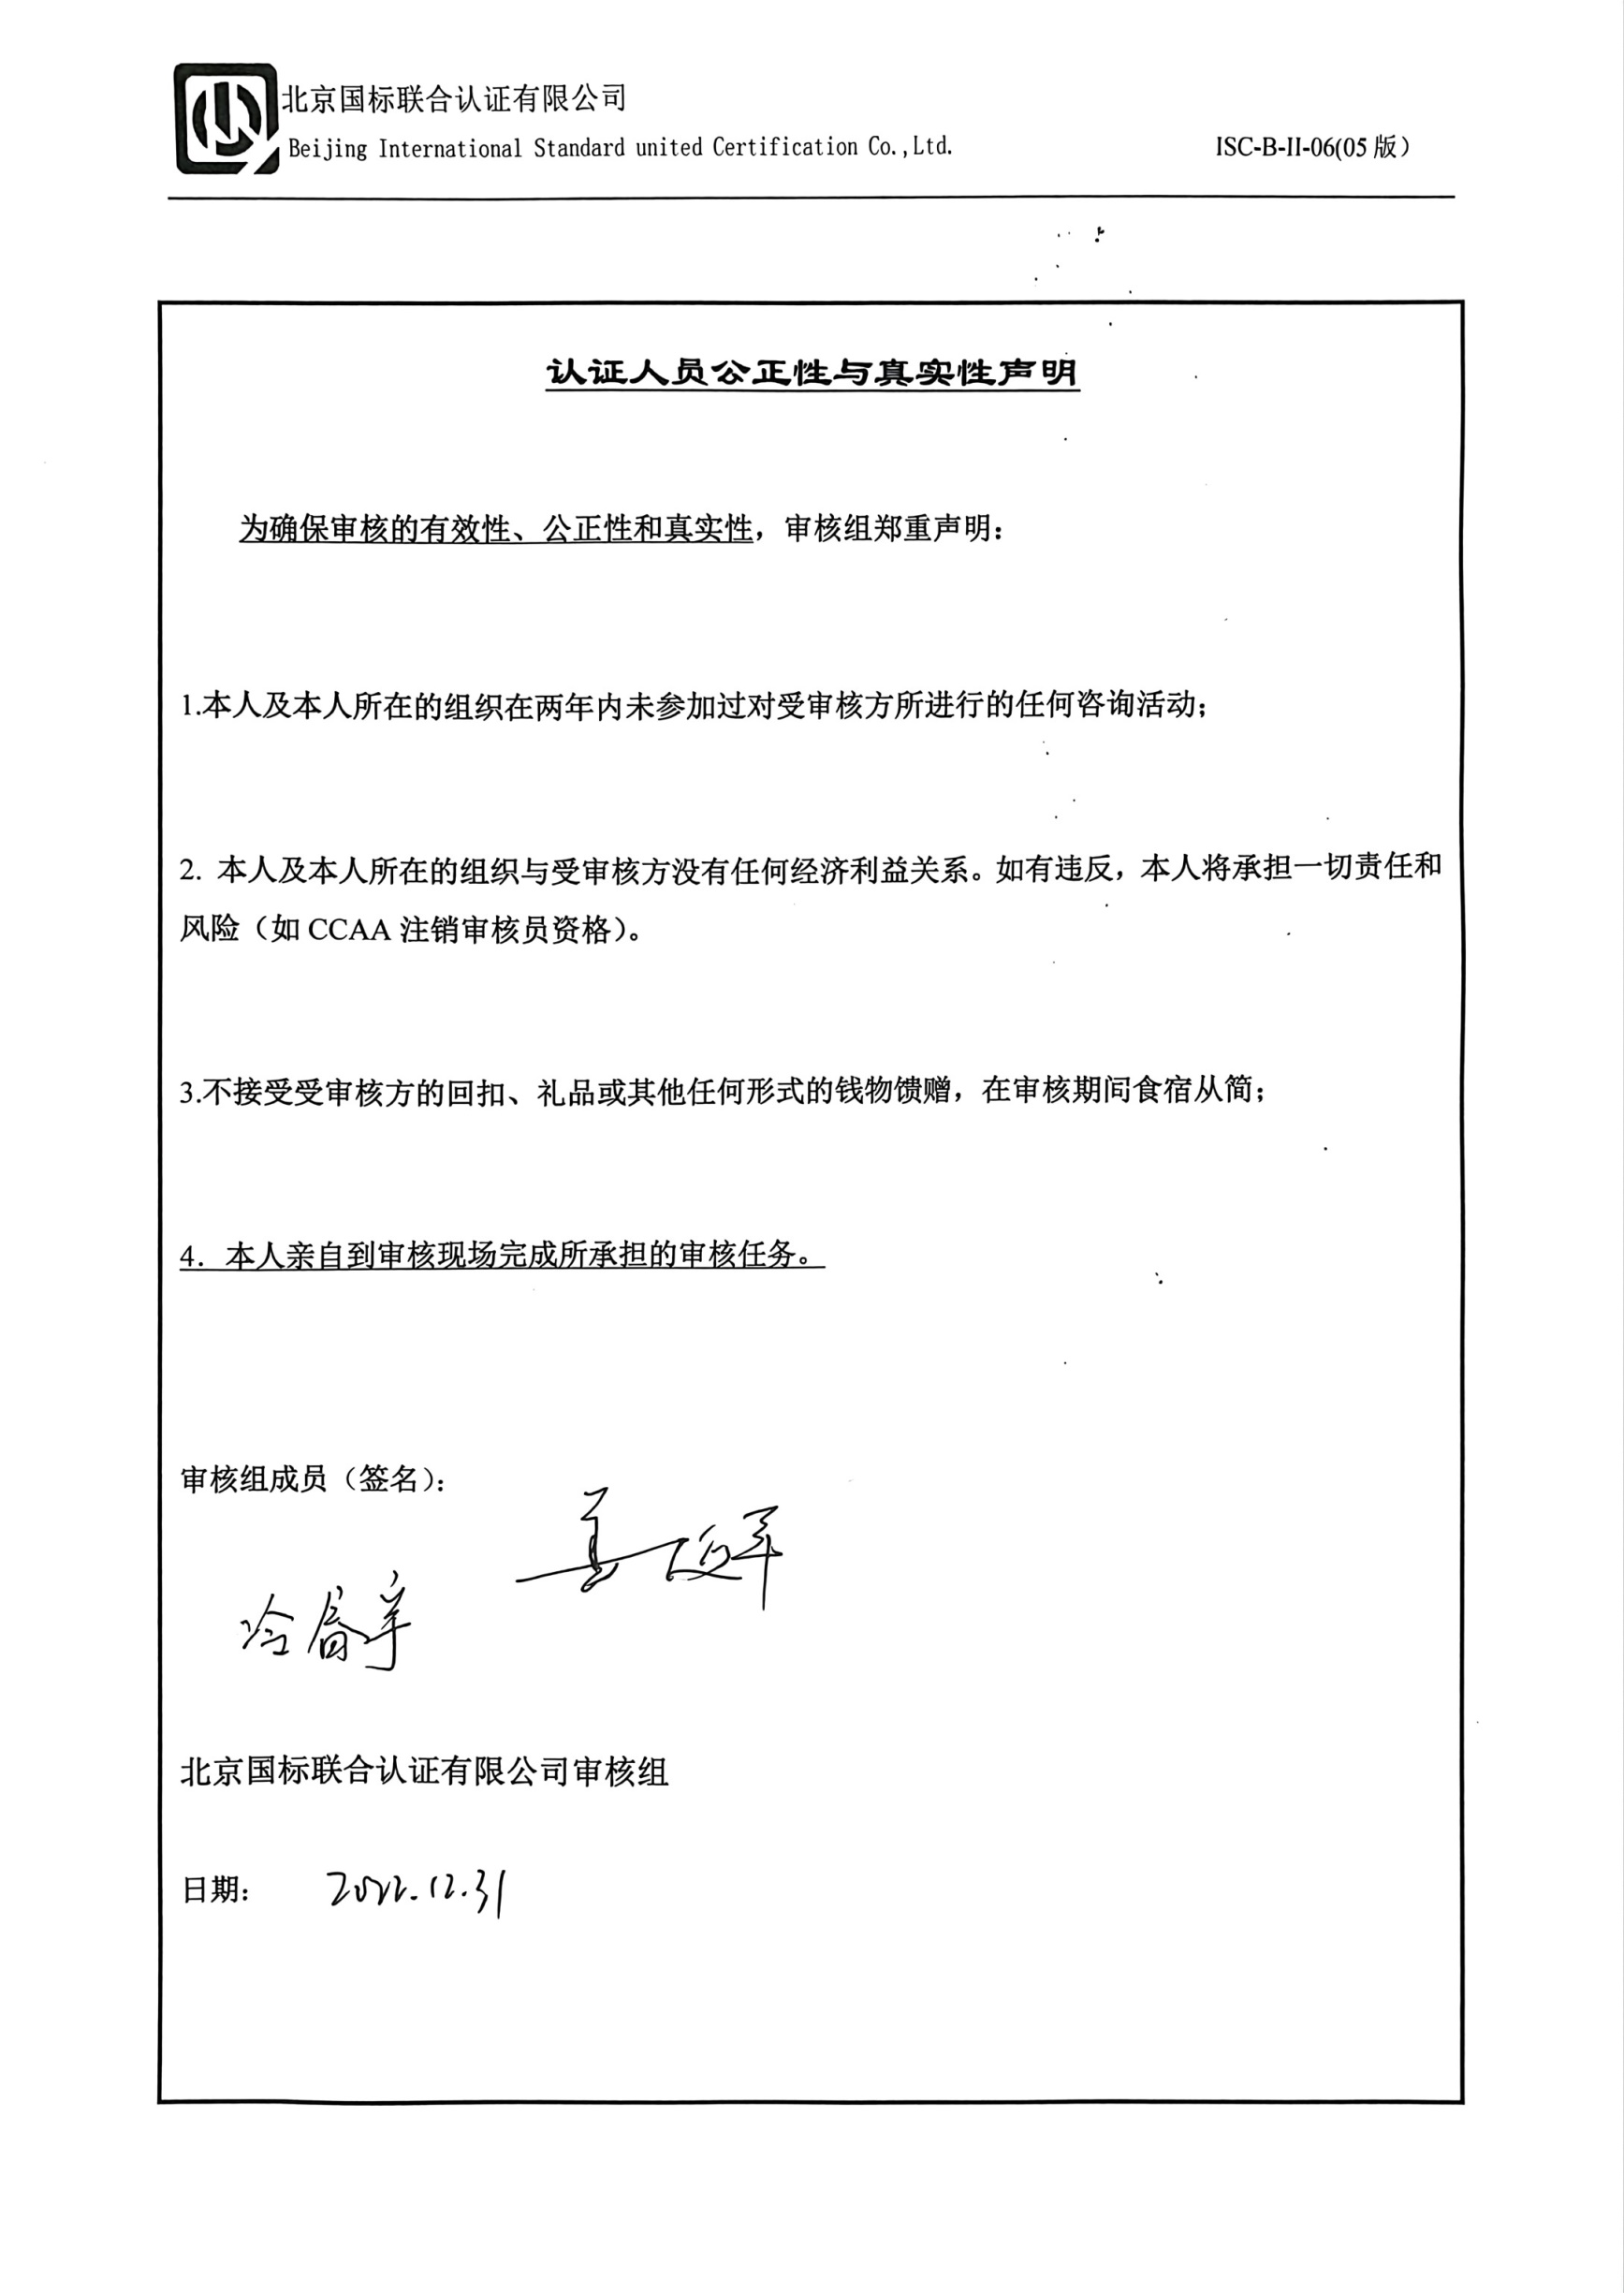 北京国标联合认证有限公司
Beijing International Standard united Certification Co.,Ltd.
ISC-B-II-06(05 版)
认证人员公正性与真实性声明
为确保审核的有效性、公正性和真实性，审核组郑重声明：
1.本人及本人所在的组织在两年内未参加过对受审核方所进行的任何咨询活动；
2. 本人及本人所在的组织与受审核方没有任何经济利益关系。如有违反，本人将承担一切责任和
风险（如 CCAA 注销审核员资格）。
3.不接受受审核方的回扣、礼品或其他任何形式的钱物馈赠，在审核期间食宿从简；
4. 本人亲自到审核现场完成所承担的审核任务。
审核组成员（签名）：
北京国标联合认证有限公司审核组
日期： 2022.12.31